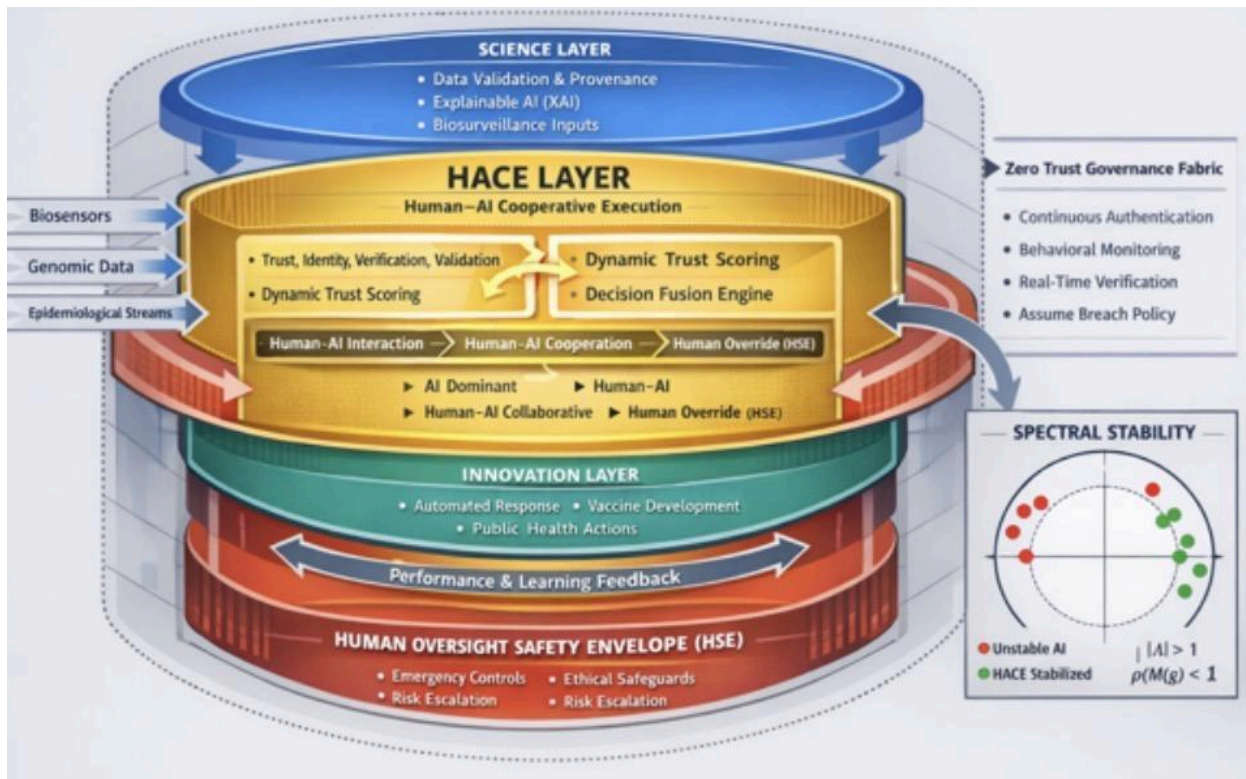 SCIENCE LAYER
• Data Validation & Provenance
• Explainable AI (XAI)
• Biosurveillance Inputs
HACE LAYER
Human–AI Cooperative Execution
Biosensors
Genomic Data
Epidemiological Streams
• Trust, Identity, Verification, Validation
• Dynamic Trust Scoring
• Dynamic Trust Scoring
• Decision Fusion Engine
Human-AI Interaction
Human-AI Cooperation
Human Override (HSE)
► AI Dominant ► Human–AI
► Human–AI Collaborative ► Human Override (HSE)
INNOVATION LAYER
• Automated Response • Vaccine Development
• Public Health Actions
Performance & Learning Feedback
HUMAN OVERSIGHT SAFETY ENVELOPE (HSE)
• Emergency Controls • Ethical Safeguards
• Risk Escalation • Risk Escalation
Zero Trust Governance Fabric
• Continuous Authentication
• Behavioral Monitoring
• Real-Time Verification
• Assume Breach Policy
SPECTRAL STABILITY
Unstable AI |Λ| > 1
HACE Stabilized ρ(M(g) < 1